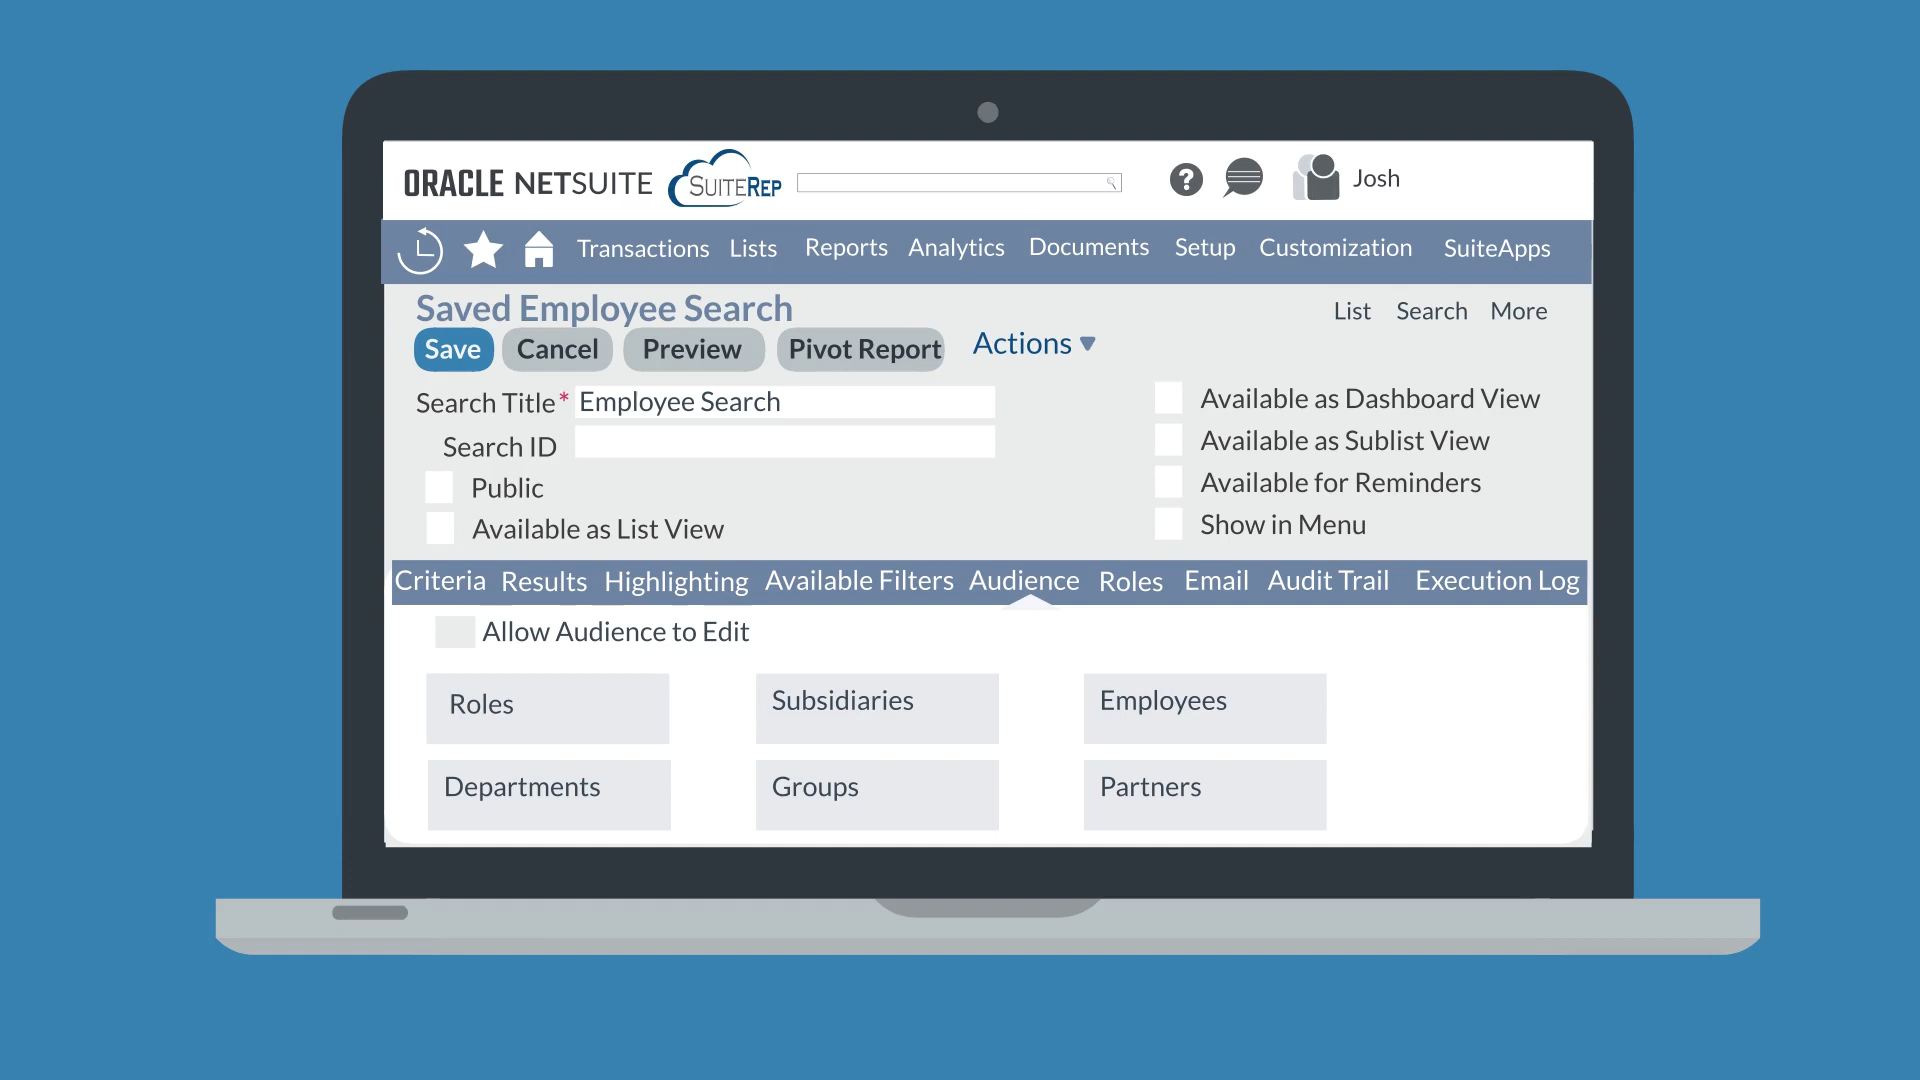 ORACLE NETSUITE SUITEREP ? Josh
Transactions Lists Reports Analytics Documents Setup Customization SuiteApps
Saved Employee Search List Search More
Save Cancel Preview Pivot Report Actions
Search Title* Employee Search
Search ID
Public
Available as List View
Available as Dashboard View
Available as Sublist View
Available for Reminders
Show in Menu
Criteria Results Highlighting Available Filters Audience Roles Email Audit Trail Execution Log
Allow Audience to Edit
Roles Subsidiaries Employees
Departments Groups Partners